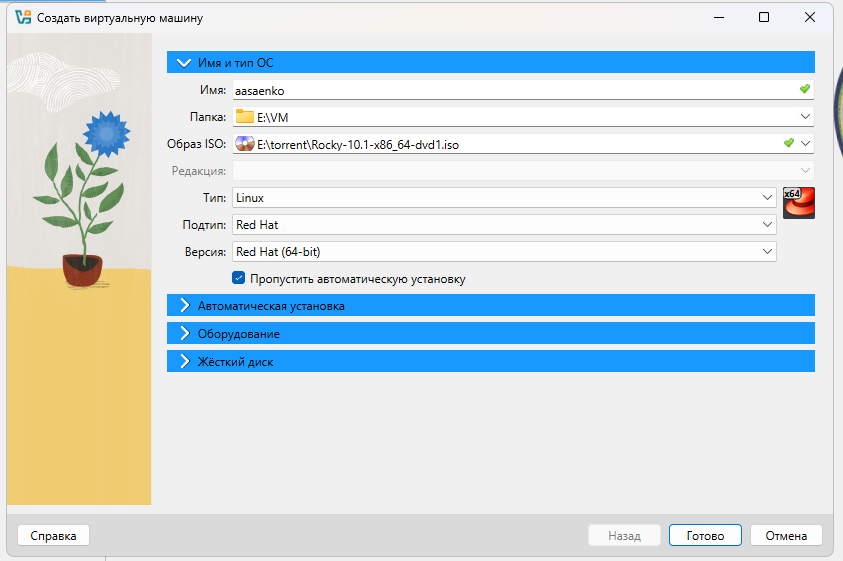 Создать виртуальную машину
Имя и тип ОС
Имя: aasaenko
Папка: E:\VM
Образ ISO: E:\torrent\Rocky-10.1-x86_64-dvd1.iso
Редакция:
Тип: Linux
x64
Подтип: Red Hat
Версия: Red Hat (64-bit)
Пропустить автоматическую установку
Автоматическая установка
Оборудование
Жёсткий диск
Справка Назад Готово Отмена